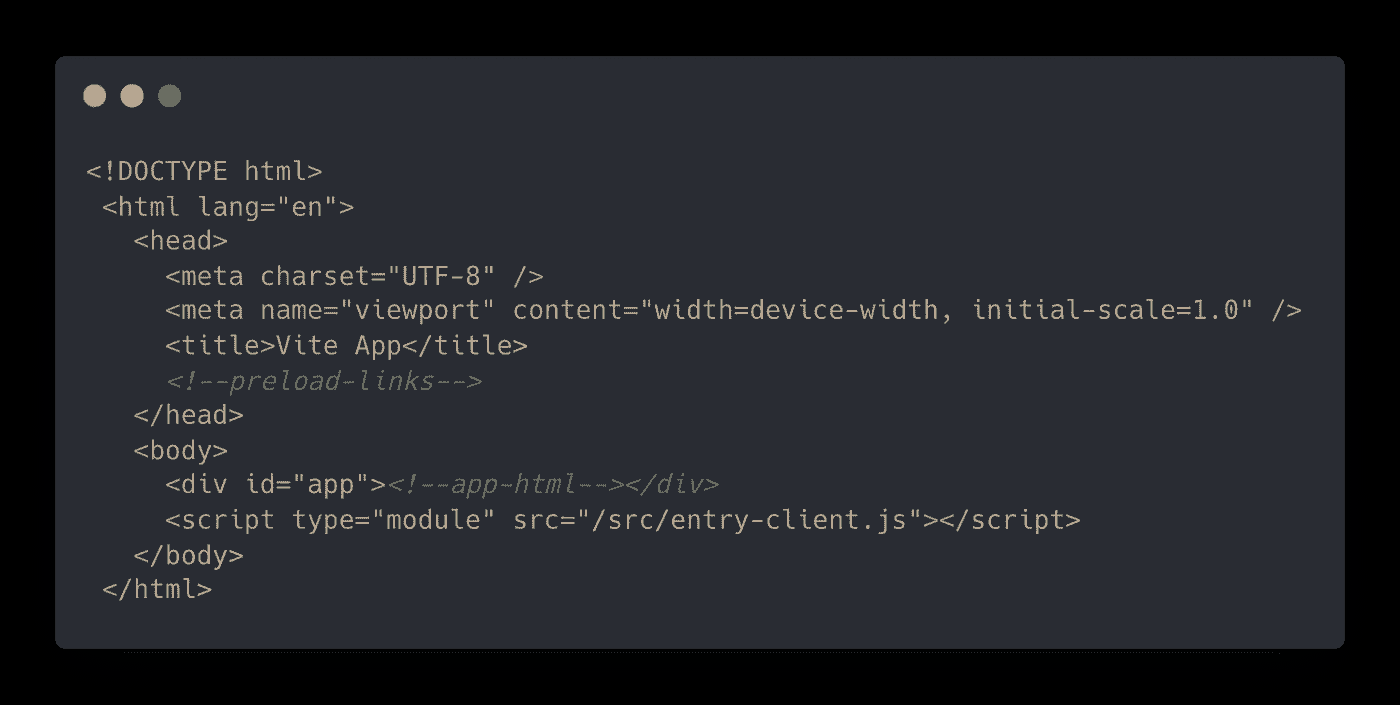 <!DOCTYPE html>
<html lang="en">
<head>
<meta charset="UTF-8" />
<meta name="viewport" content="width=device-width, initial-scale=1.0" />
<title>Vite App</title>
<!--preload-links-->
</head>
<body>
<div id="app"><!--app-html--></div>
<script type="module" src="/src/entry-client.js"></script>
</body>
</html>